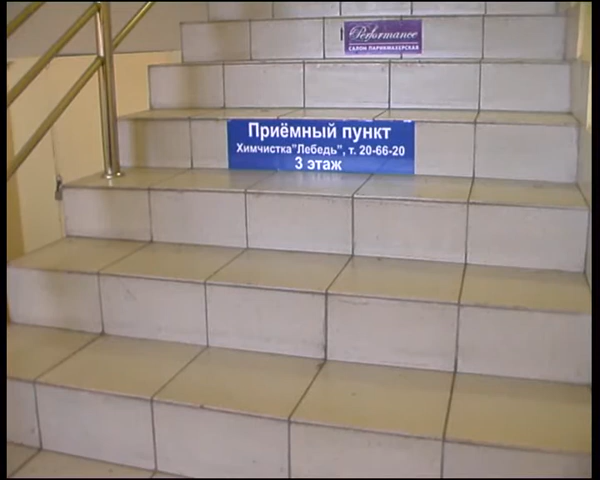 Performance
САЛОН ПАРИКМАХЕРСКАЯ
Приёмный пункт
Химчистка"Лебедь", т. 20-66-20
3 этаж